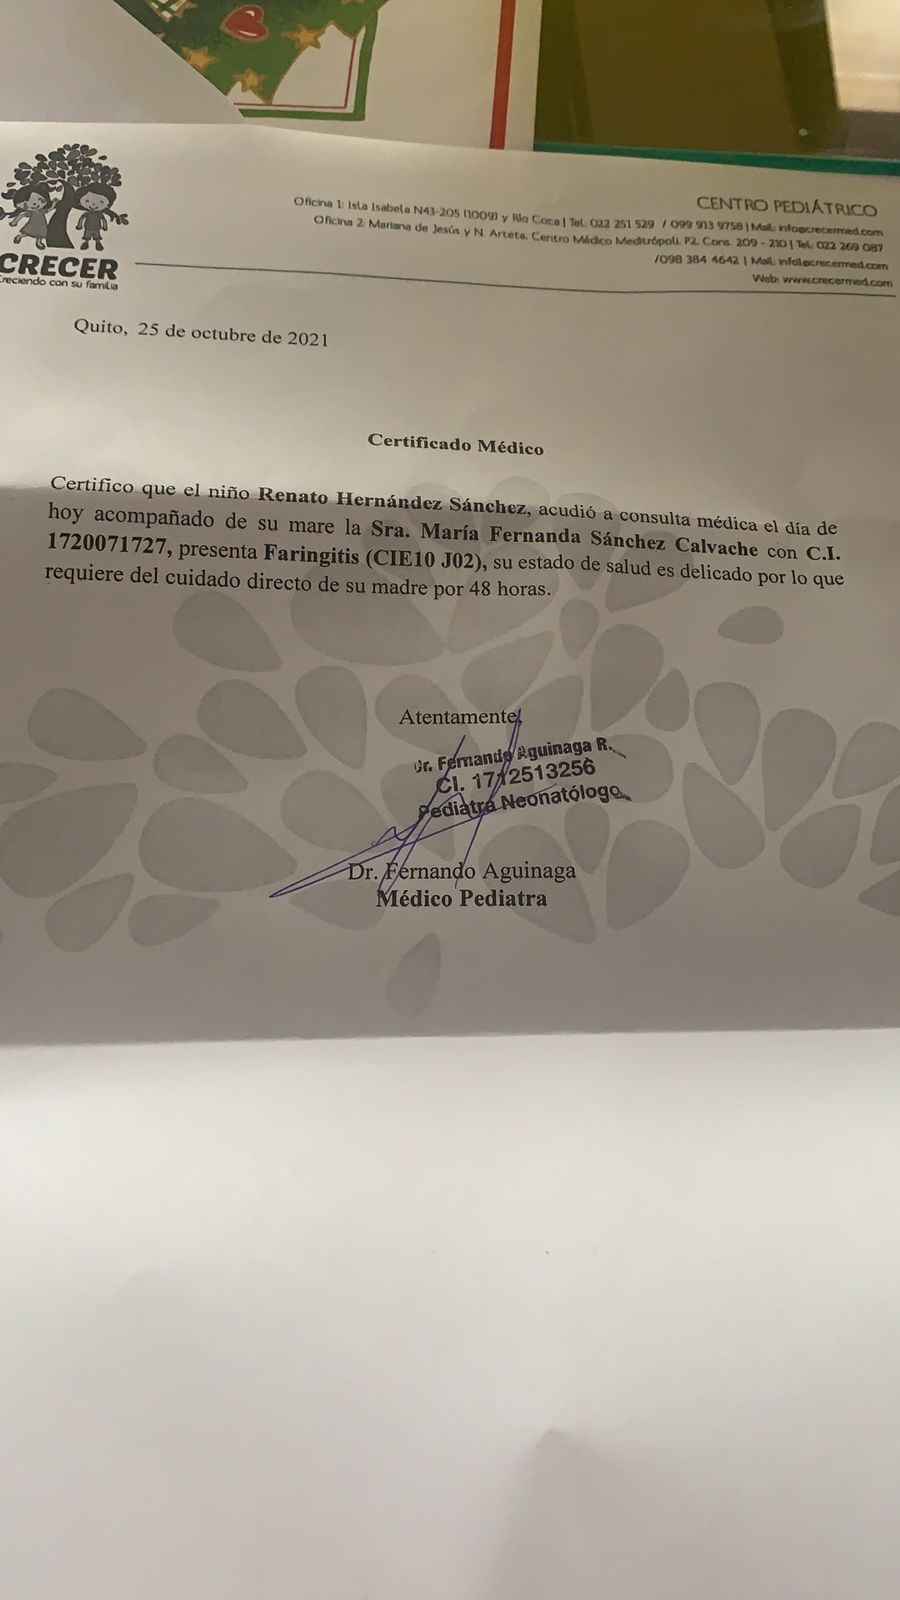 CENTRO PEDIÁTRICO
Oficina 1: Isla Isabela N43-205 (1009) y Río Coca | Tel: 022 251 529 / 099 913 9758 | Mail: info@crecermed.com
Oficina 2: Mariana de Jesús y N. Arteta. Centro Médico Meditrópoli. P2. Cons. 209 - 210 | Tel: 022 269 087
/098 384 4642 | Mail: info@crecermed.com
Web: www.crecermed.com
CRECER
Creciendo con su familia
Quito, 25 de octubre de 2021
Certificado Médico
Certifico que el niño Renato Hernández Sánchez, acudió a consulta médica el día de
hoy acompañado de su mare la Sra. María Fernanda Sánchez Calvache con C.I.
1720071727, presenta Faringitis (CIE10 J02), su estado de salud es delicado por lo que
requiere del cuidado directo de su madre por 48 horas.
Atentamente,
Dr. Fernando Aguinaga R.
CI. 1712513256
Pediatra Neonatólogo
Dr. Fernando Aguinaga
Médico Pediatra